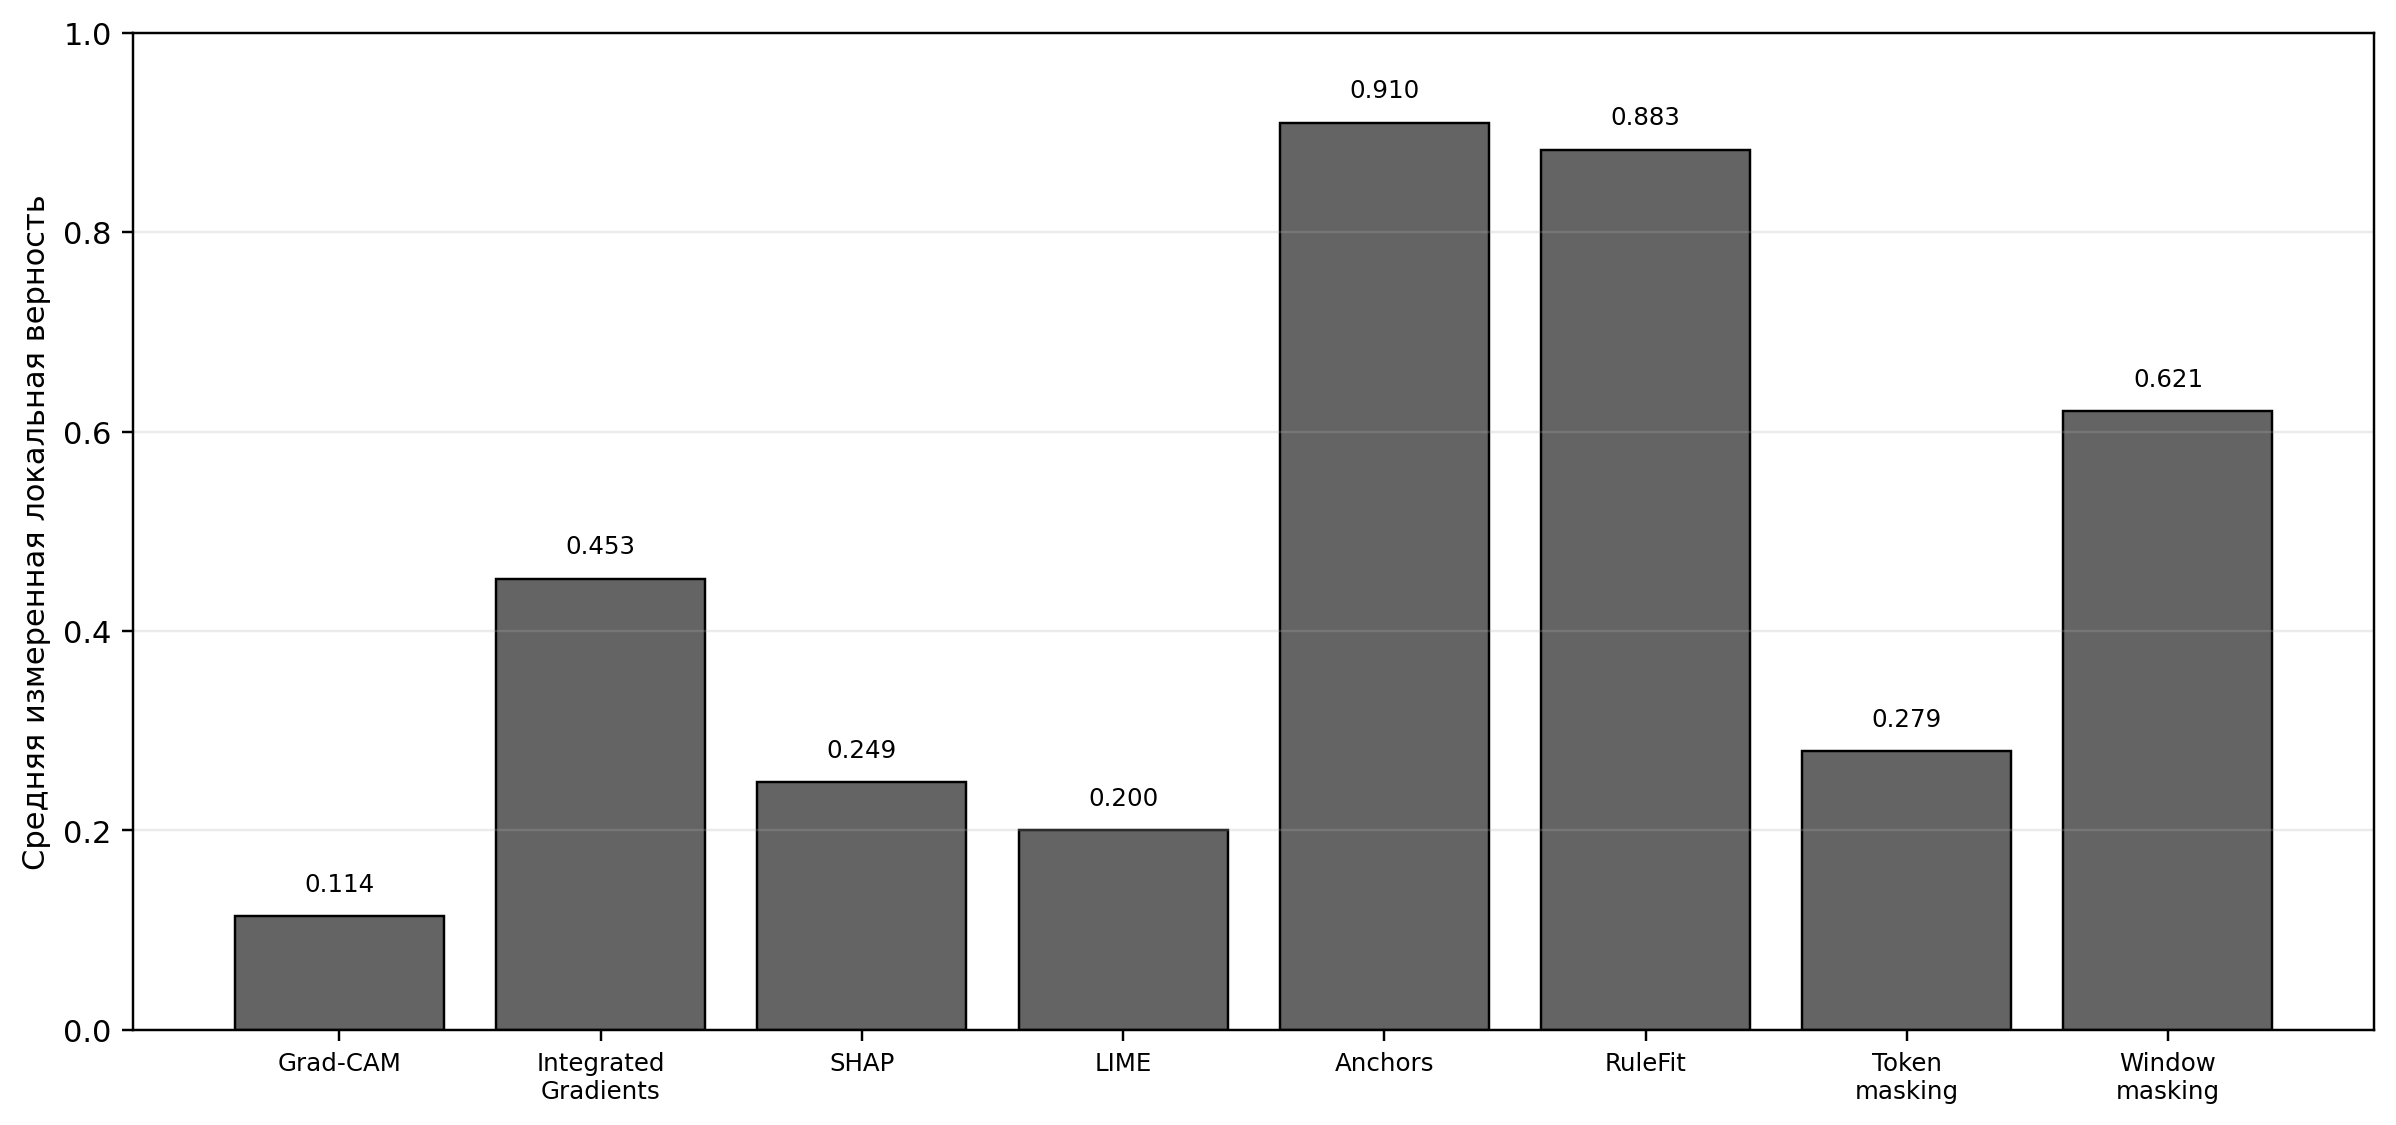 Средняя измеренная локальная верность
1.0
0.8
0.6
0.4
0.2
0.0
0.114
0.453
0.249
0.200
0.910
0.883
0.279
0.621
Grad-CAM
Integrated
Gradients
SHAP
LIME
Anchors
RuleFit
Token
masking
Window
masking